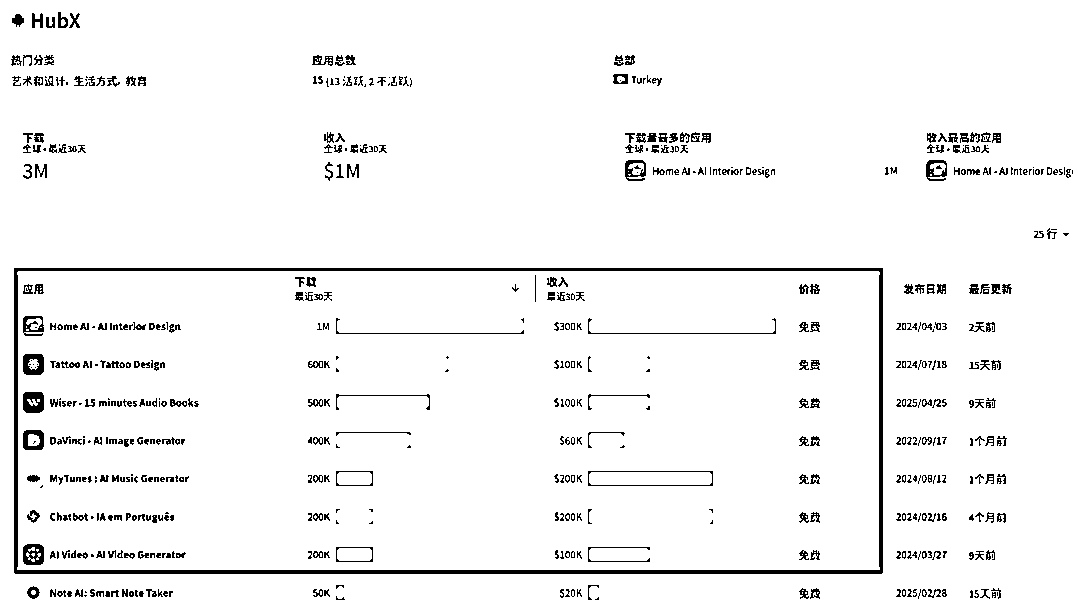 HubX
热门分类 应用总数 总部
艺术和设计, 生活方式, 教育 15 (13 活跃, 2 不活跃) Turkey
下载 收入 下载量最多的应用 收入最高的应用
全球 • 最近30天 全球 • 最近30天 全球 • 最近30天 全球 • 最近30天
3M $1M Home AI - AI Interior Design 1M Home AI - AI Interior Desig
25 行
应用 下载 最近30天 ↓ 收入 最近30天 价格 发布日期 最后更新
Home AI - AI Interior Design 1M $300K 免费 2024/04/03 2天前
Tattoo AI - Tattoo Design 600K $100K 免费 2024/07/18 15天前
Wiser - 15 minutes Audio Books 500K $100K 免费 2025/04/25 9天前
DaVinci - AI Image Generator 400K $60K 免费 2022/09/17 1个月前
MyTunes : AI Music Generator 200K $200K 免费 2024/08/12 1个月前
Chatbot - IA em Português 200K $200K 免费 2024/02/16 4个月前
AI Video - AI Video Generator 200K $100K 免费 2024/03/27 9天前
Note AI: Smart Note Taker 50K $20K 免费 2025/02/28 15天前